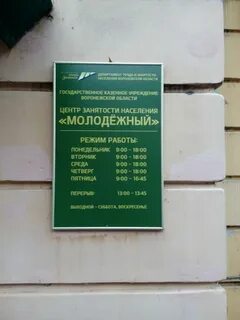 ДЕПАРТАМЕНТ ТРУДА И ЗАНЯТОСТИ
НАСЕЛЕНИЯ ВОРОНЕЖСКОЙ ОБЛАСТИ
ГОСУДАРСТВЕННОЕ КАЗЕННОЕ УЧРЕЖДЕНИЕ
ВОРОНЕЖСКОЙ ОБЛАСТИ
ЦЕНТР ЗАНЯТОСТИ НАСЕЛЕНИЯ
«МОЛОДЁЖНЫЙ»
РЕЖИМ РАБОТЫ:
ПОНЕДЕЛЬНИК 9-00 - 18-00
ВТОРНИК 9-00 - 18-00
СРЕДА 9-00 - 18-00
ЧЕТВЕРГ 9-00 - 18-00
ПЯТНИЦА 9-00 - 16-45
ПЕРЕРЫВ: 13-00 - 13-45
ВЫХОДНОЙ - СУББОТА, ВОСКРЕСЕНЬЕ